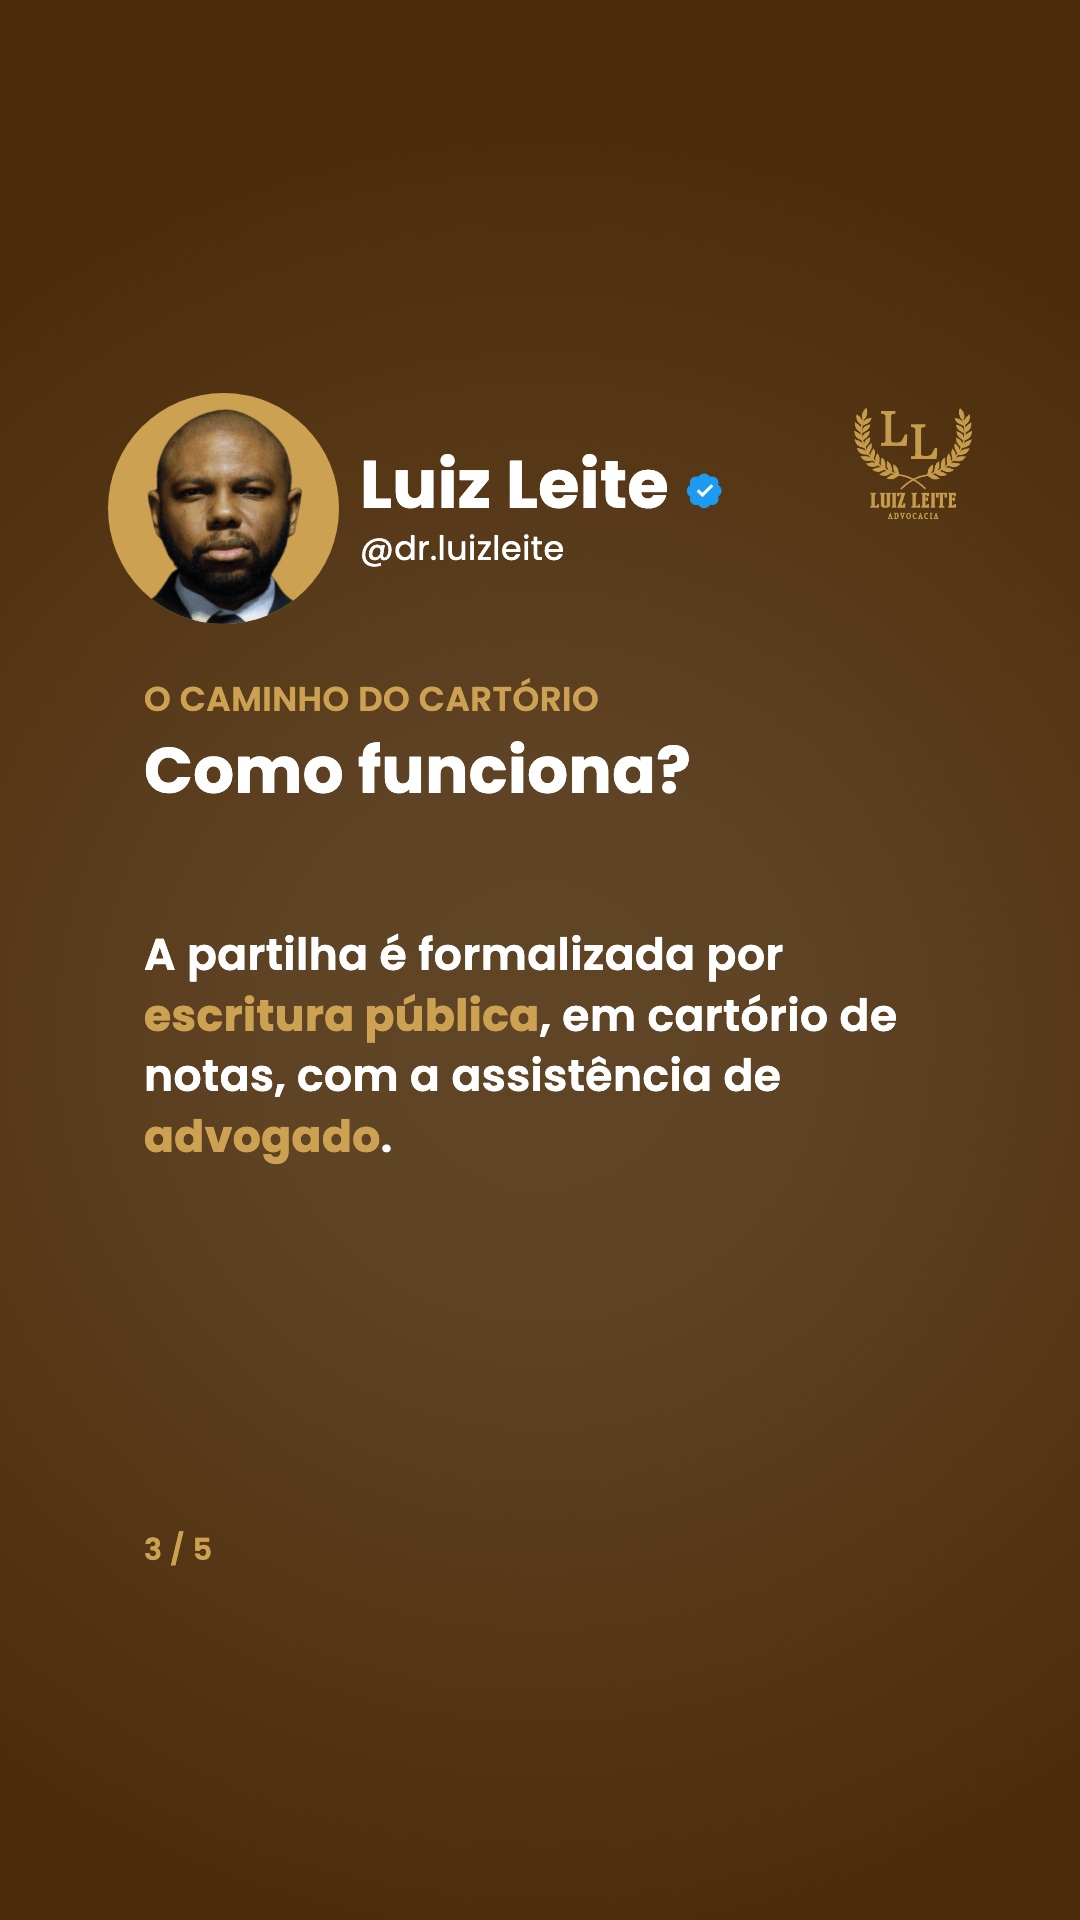 Luiz Leite
@dr.luizleite
LL
LUIZ LEITE
ADVOCACIA
O CAMINHO DO CARTÓRIO
Como funciona?
A partilha é formalizada por
escritura pública, em cartório de
notas, com a assistência de
advogado.
3 / 5